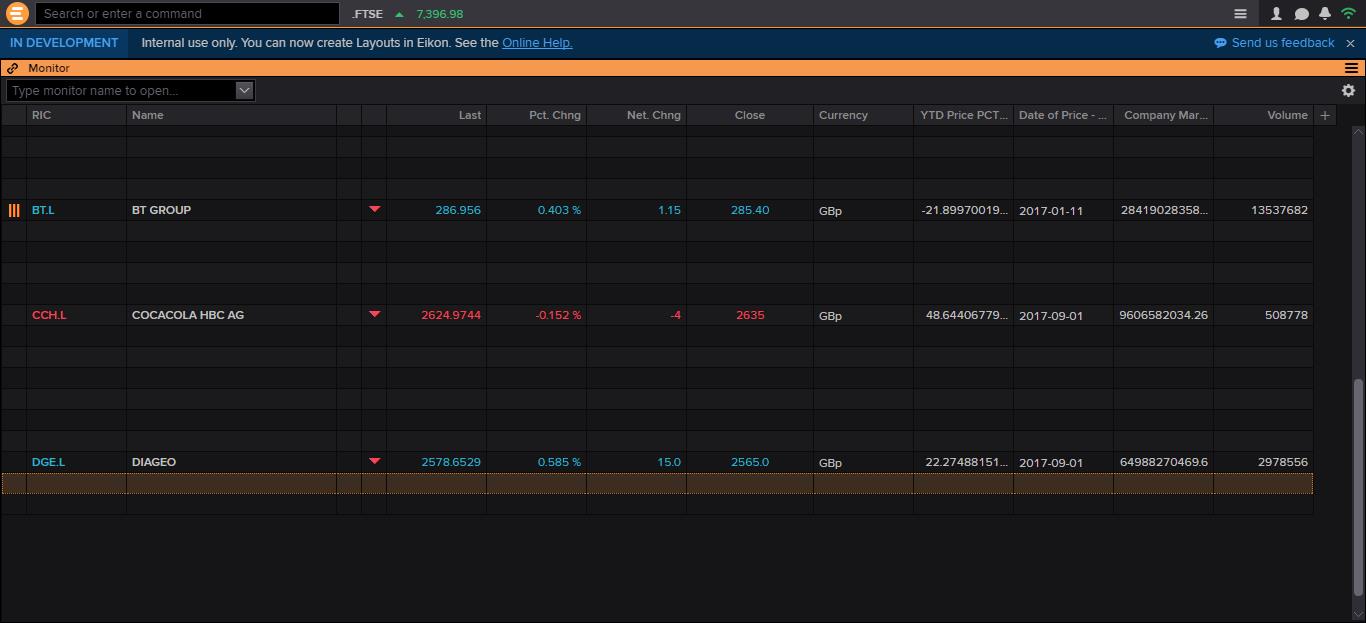 Search or enter a command .FTSE 7,396.98
IN DEVELOPMENT Internal use only. You can now create Layouts in Eikon. See the Online Help. Send us feedback
Monitor
Type monitor name to open...
RIC Name Last Pct. Chng Net. Chng Close Currency YTD Price PCT... Date of Price - ... Company Mar... Volume
BT.L BT GROUP 286.956 0.403 % 1.15 285.40 GBp -21.89970019... 2017-01-11 28419028358... 13537682
CCH.L COCACOLA HBC AG 2624.9744 -0.152 % -4 2635 GBp 48.64406779... 2017-09-01 9606582034.26 508778
DGE.L DIAGEO 2578.6529 0.585 % 15.0 2565.0 GBp 22.27488151... 2017-09-01 64988270469.6 2978556